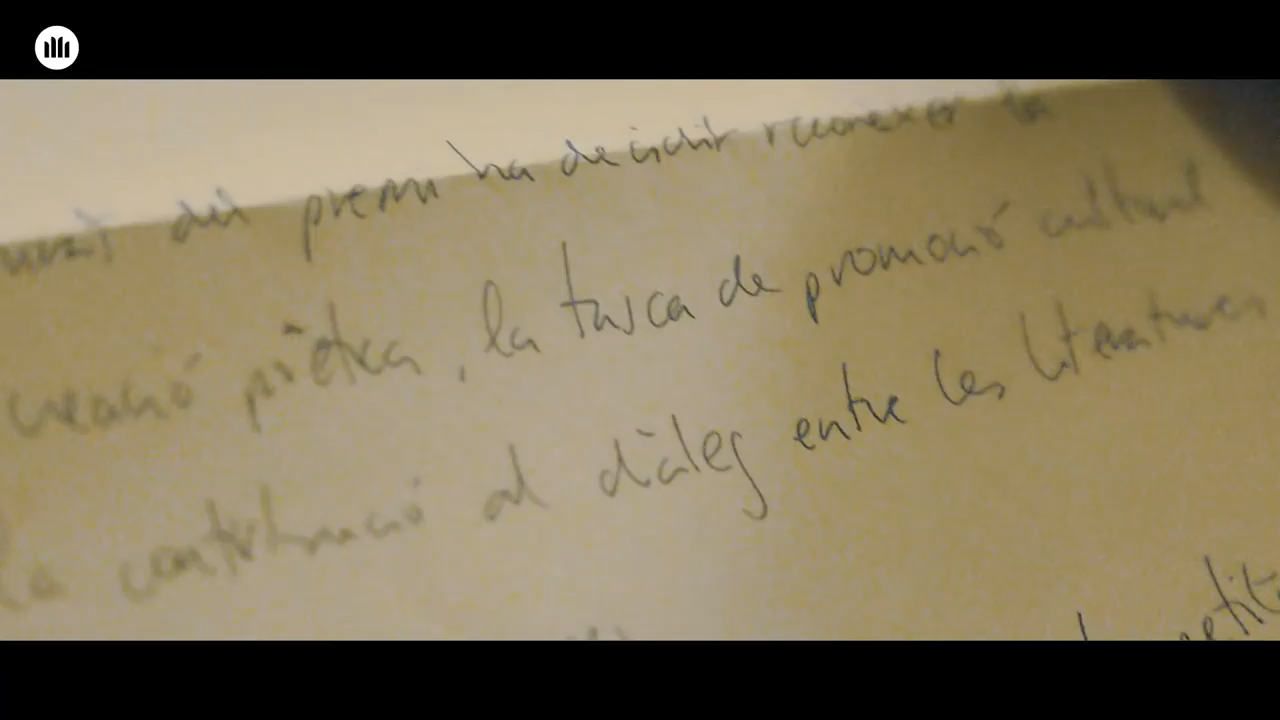 del premi ha decidit reconèixer la
creació poètica, la tasca de promoció cultural
la contribució al diàleg entre les literatures